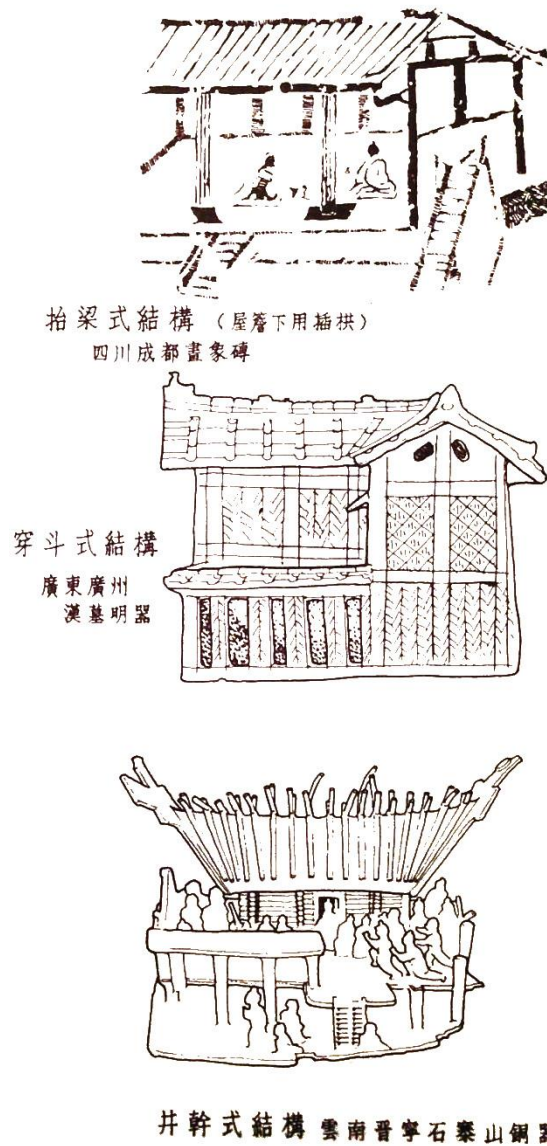 抬梁式結構 (屋簷下用插栱)
四川成都畫象磚
穿斗式結構
廣東廣州
漢墓明器
井幹式結構 雲南晉寧石寨山銅器